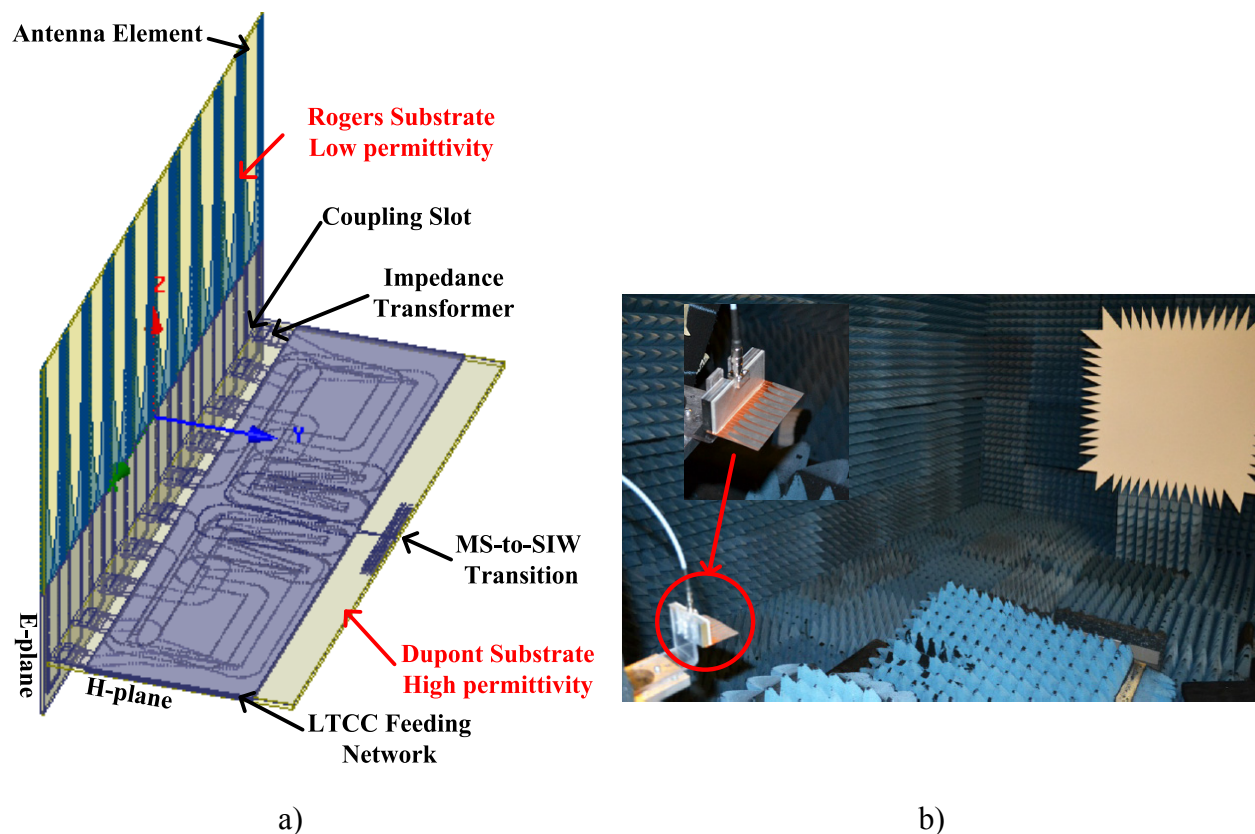 Antenna Element
Rogers Substrate
Low permittivity
Coupling Slot
Impedance
Transformer
Z
Y
MS-to-SIW
Transition
E-plane
H-plane
Dupont Substrate
High permittivity
LTCC Feeding
Network
a)
b)